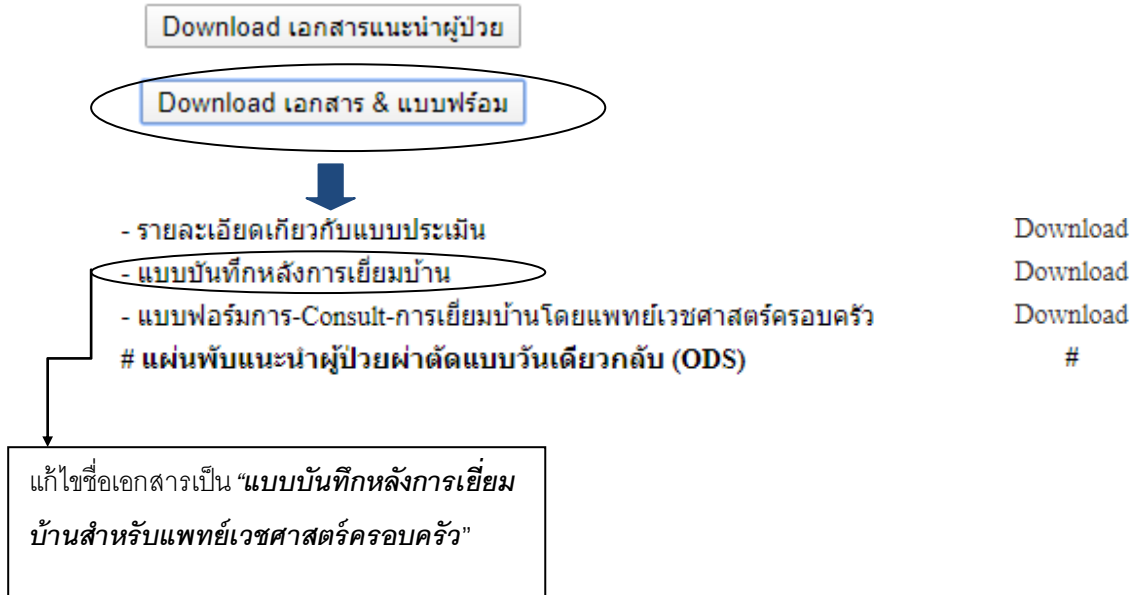 Download เอกสารแนะนำผู้ป่วย
Download เอกสาร & แบบฟร้อม
- รายละเอียดเกี่ยวกับแบบประเมิน Download
- แบบบันทึกหลังการเยี่ยมบ้าน Download
- แบบฟอร์มการ-Consult-การเยี่ยมบ้านโดยแพทย์เวชศาสตร์ครอบครัว Download
# แผ่นพับแนะนำผู้ป่วยผ่าตัดแบบวันเดียวกลับ (ODS) #
แก้ไขชื่อเอกสารเป็น “แบบบันทึกหลังการเยี่ยม
บ้านสำหรับแพทย์เวชศาสตร์ครอบครัว”